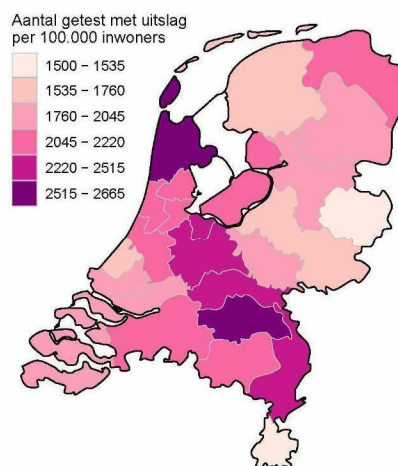 Aantal getest met uitslag
per 100.000 inwoners
1500 – 1535
1535 – 1760
1760 – 2045
2045 – 2220
2220 – 2515
2515 – 2665